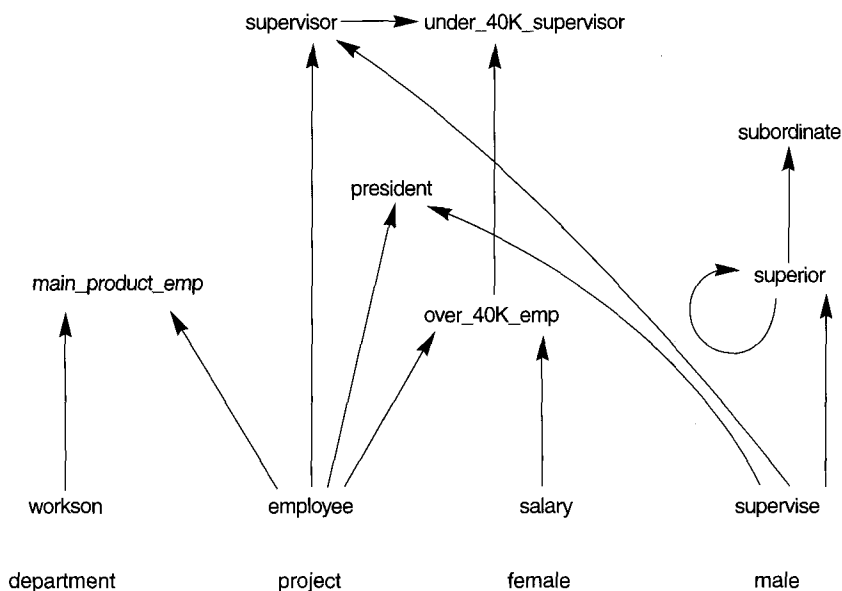 supervisor under_40K_supervisor
subordinate
president
main_product_emp
superior
over_40K_emp
workson employee salary supervise
department project female male